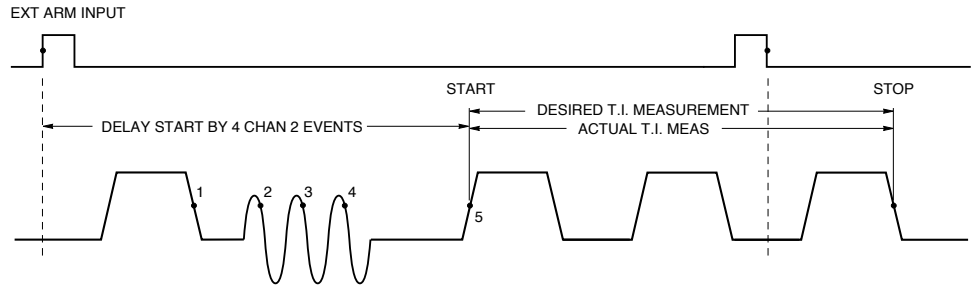 EXT ARM INPUT
START
STOP
DESIRED T.I. MEASUREMENT
DELAY START BY 4 CHAN 2 EVENTS
ACTUAL T.I. MEAS
1
2
3
4
5